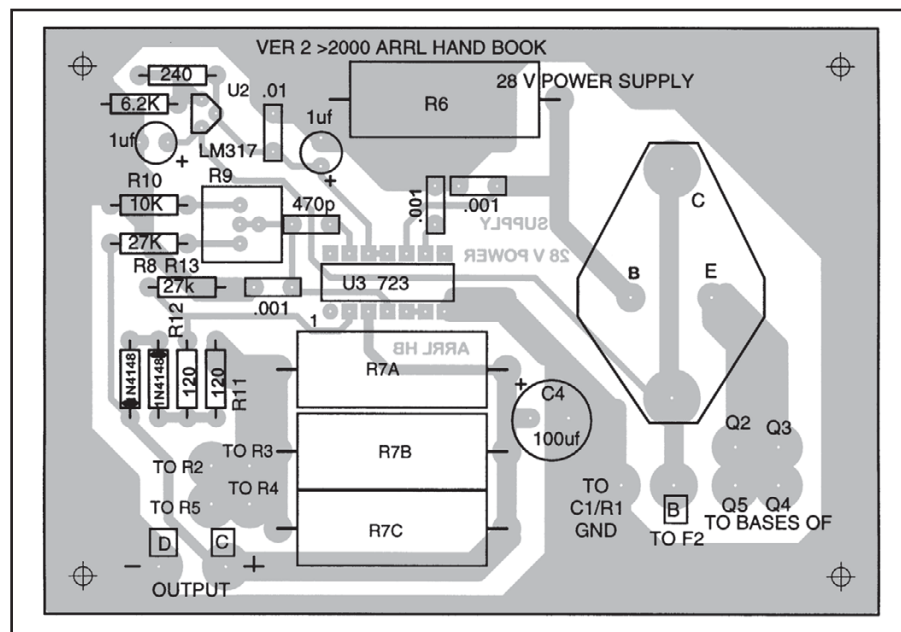 VER 2 >2000 ARRL HAND BOOK
28 V POWER SUPPLY
240
U2
.01
R6
6.2K
1uf
1uf
+
LM317
+
R10
R9
10K
470p
.001
.001
C
27K
SUPPLY
28 V POWER
B
E
R8 R13
27k
U3 723
.001
R12
1
ARRL HB
1N4148
1N4148
120
120
R11
R7A
+
C4
100uf
Q2
Q3
TO R3
TO R2
R7B
TO R4
TO R5
TO
C1/R1
GND
B
TO F2
Q5
Q4
TO BASES OF
R7C
D
C
-
+
OUTPUT